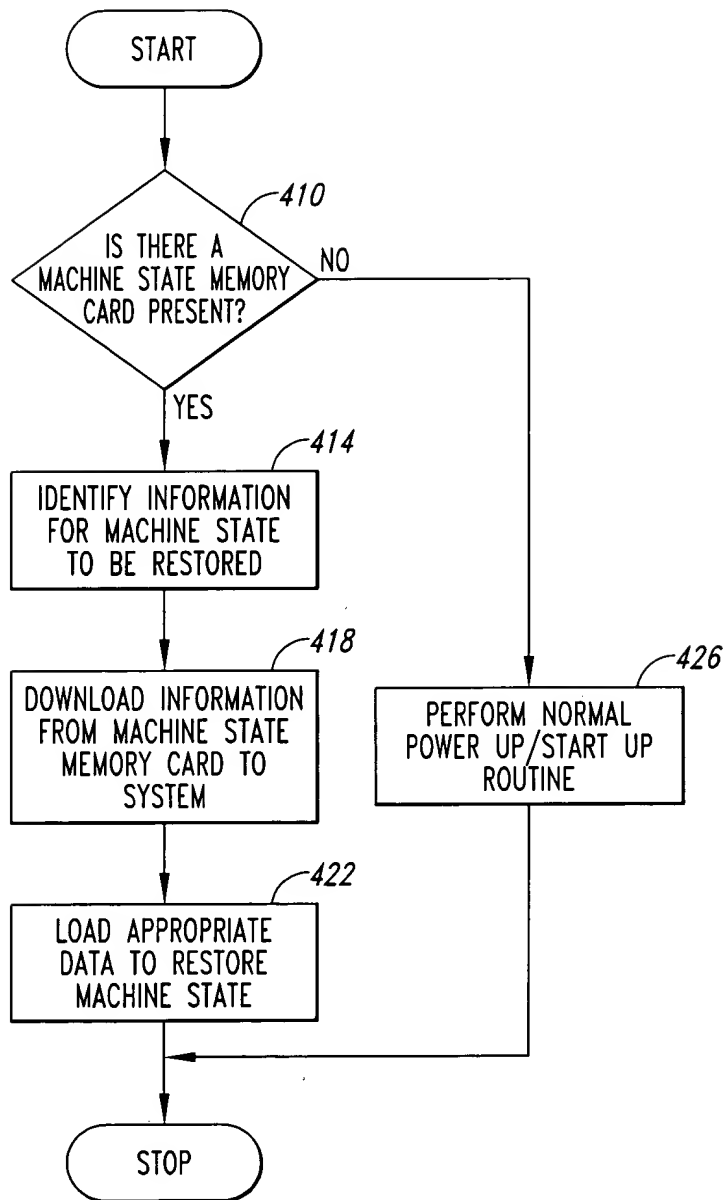 START
410
IS THERE A
MACHINE STATE MEMORY
CARD PRESENT?
NO
YES
414
IDENTIFY INFORMATION
FOR MACHINE STATE
TO BE RESTORED
418
DOWNLOAD INFORMATION
FROM MACHINE STATE
MEMORY CARD TO
SYSTEM
426
PERFORM NORMAL
POWER UP/START UP
ROUTINE
422
LOAD APPROPRIATE
DATA TO RESTORE
MACHINE STATE
STOP